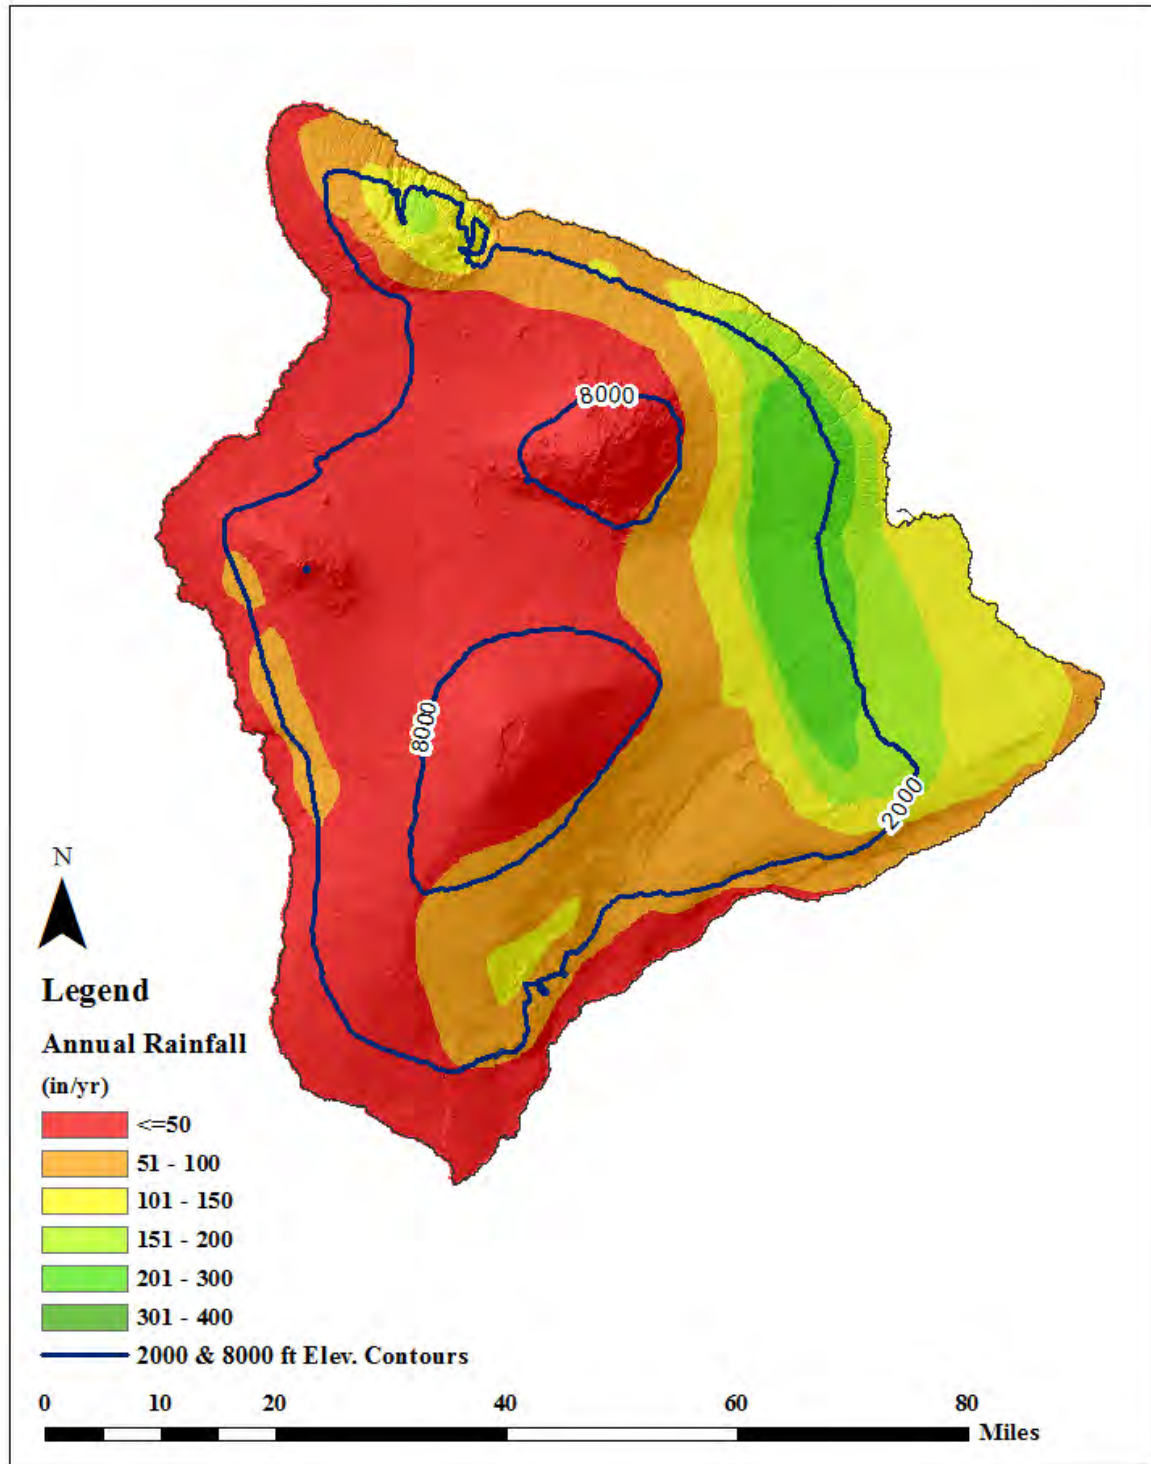 8000
8000
2000
N
Legend
Annual Rainfall
(in/yr)
<=50
51 - 100
101 - 150
151 - 200
201 - 300
301 - 400
2000 & 8000 ft Elev. Contours
0 10 20 40 60 80
Miles